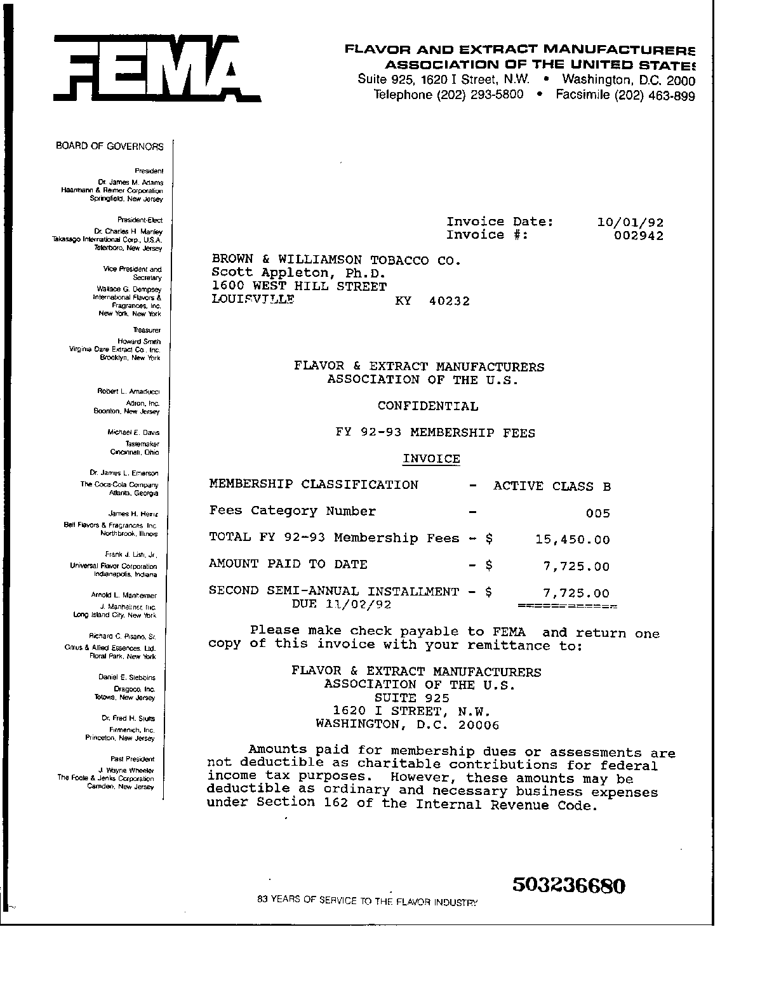 FEMA
FLAVOR AND EXTRACT MANUFACTURERS
ASSOCIATION OF THE UNITED STATES
Suite 925, 1620 I Street, N.W. • Washington, D.C. 2000
Telephone (202) 293-5800 • Facsimile (202) 463-899
BOARD OF GOVERNORS
President
Dr. James M. Adams
Haarmann & Reimer Corporation
Springfield, New Jersey
President-Elect
Dr. Charles H. Manley
Takasago International Corp., U.S.A.
Teterboro, New Jersey
Vice President and
Secretary
Wallace G. Dempsey
International Flavors &
Fragrances, Inc.
New York, New York
Treasurer
Howard Smith
Virginia Dare Extract Co., Inc.
Brooklyn, New York
Robert L. Amaducci
Adron, Inc.
Boonton, New Jersey
Michael E. Davis
Tastemaker
Cincinnati, Ohio
Dr. James L. Emerson
The Coca-Cola Company
Atlanta, Georgia
James H. Heinz
Bell Flavors & Fragrances Inc.
Northbrook, Illinois
Frank J. Lish, Jr.
Universal Flavor Corporation
Indianapolis, Indiana
Arnold L. Manheimer
J. Manheimer, Inc.
Long Island City, New York
Richard C. Pisano, Sr.
Citrus & Allied Essences, Ltd.
Floral Park, New York
Daniel E. Stebbins
Dragoco, Inc.
Totowa, New Jersey
Dr. Fred H. Stults
Firmenich, Inc.
Princeton, New Jersey
Past President
J. Wayne Wheeler
The Foote & Jenks Corporation
Camden, New Jersey
Invoice Date: 10/01/92
Invoice #: 002942
BROWN & WILLIAMSON TOBACCO CO.
Scott Appleton, Ph.D.
1600 WEST HILL STREET
LOUISVILLE KY 40232
FLAVOR & EXTRACT MANUFACTURERS
ASSOCIATION OF THE U.S.
CONFIDENTIAL
FY 92-93 MEMBERSHIP FEES
INVOICE
MEMBERSHIP CLASSIFICATION - ACTIVE CLASS B
Fees Category Number - 005
TOTAL FY 92-93 Membership Fees - $ 15,450.00
AMOUNT PAID TO DATE - $ 7,725.00
SECOND SEMI-ANNUAL INSTALLMENT - $ 7,725.00
DUE 11/02/92 ============
Please make check payable to FEMA and return one
copy of this invoice with your remittance to:
FLAVOR & EXTRACT MANUFACTURERS
ASSOCIATION OF THE U.S.
SUITE 925
1620 I STREET, N.W.
WASHINGTON, D.C. 20006
Amounts paid for membership dues or assessments are
not deductible as charitable contributions for federal
income tax purposes. However, these amounts may be
deductible as ordinary and necessary business expenses
under Section 162 of the Internal Revenue Code.
503236680
83 YEARS OF SERVICE TO THE FLAVOR INDUSTRY